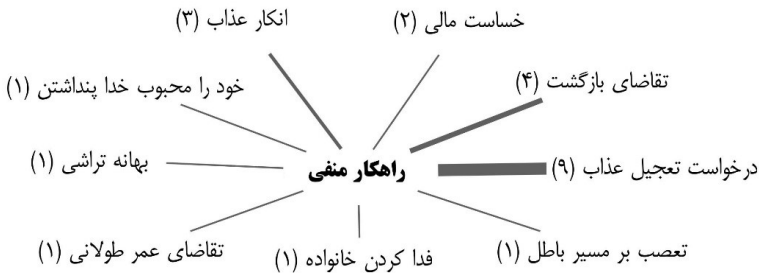 خساست مالی (۲)
انکار عذاب (۳)
تقاضای بازگشت (۴)
خود را محبوب خدا پنداشتن (۱)
راهکار منفی
درخواست تعجیل عذاب (۹)
بهانه تراشی (۱)
تعصب بر مسیر باطل (۱)
فدا کردن خانواده (۱)
تقاضای عمر طولانی (۱)